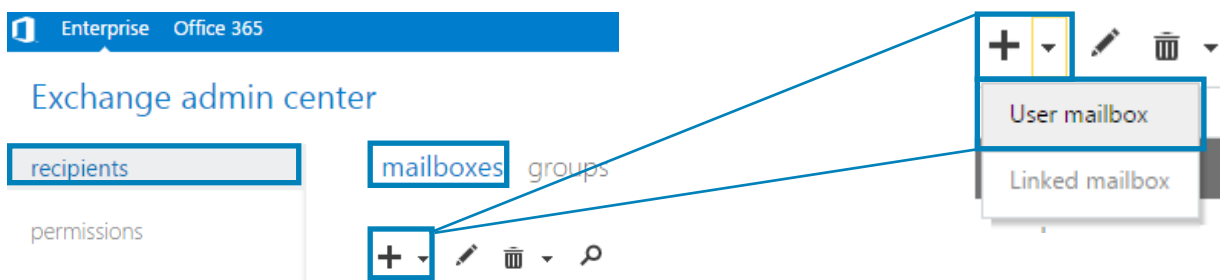 Enterprise Office 365
Exchange admin center
recipients
permissions
mailboxes groups
User mailbox
Linked mailbox